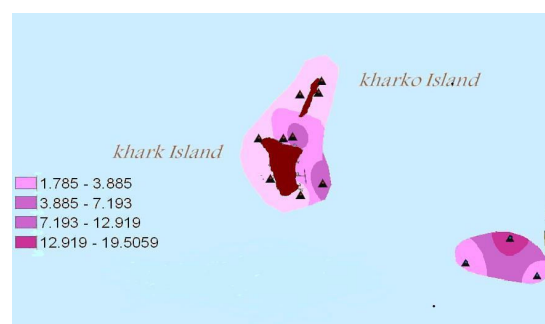 kharko Island
khark Island
1.785 - 3.885
3.885 - 7.193
7.193 - 12.919
12.919 - 19.5059